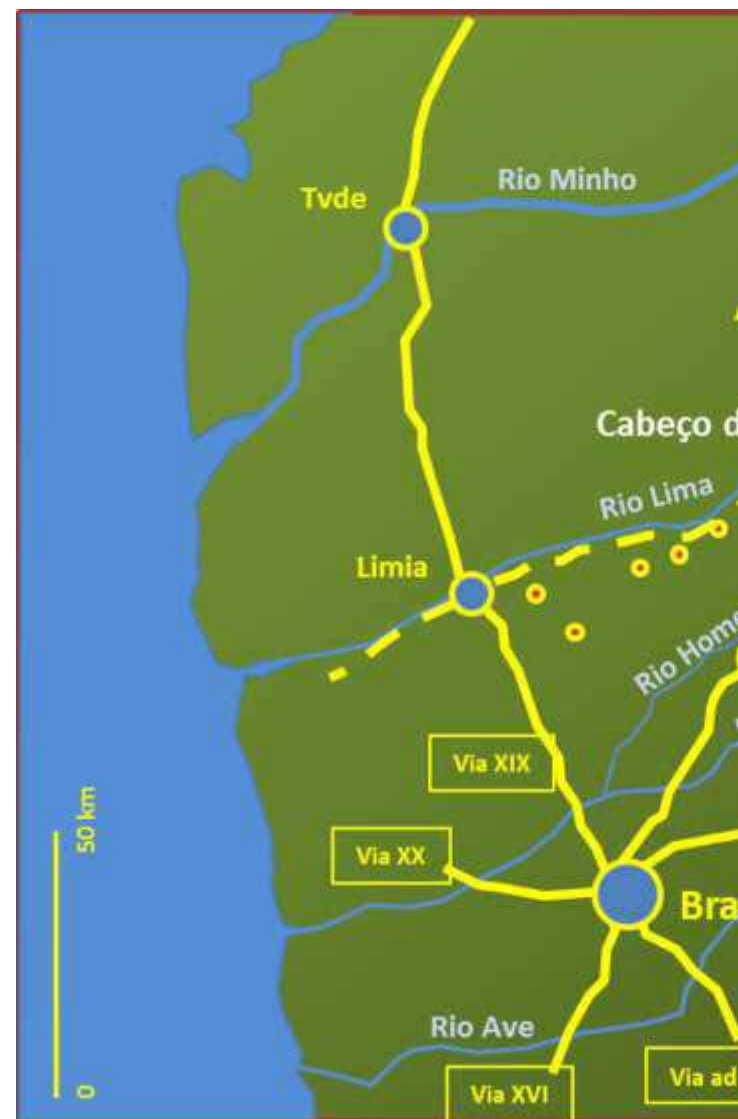 Rio Minho
Tvde
Cabeço d
Rio Lima
Limia
Rio Home
Via XIX
50 km
Via XX
Bra
Rio Ave
0
Via XVI
Via ad